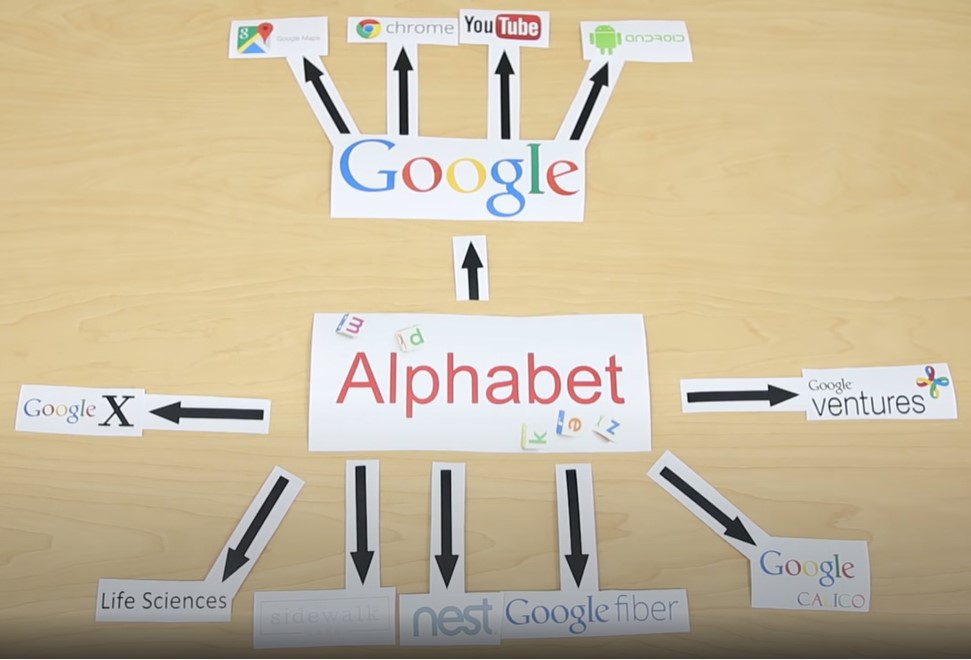 g
Google Maps
chrome
YouTube
ANDROID
Google
m
d
Alphabet
k
e
z
Google X
Google
ventures
Life Sciences
sidewalk
nest
Google fiber
Google
CALICO